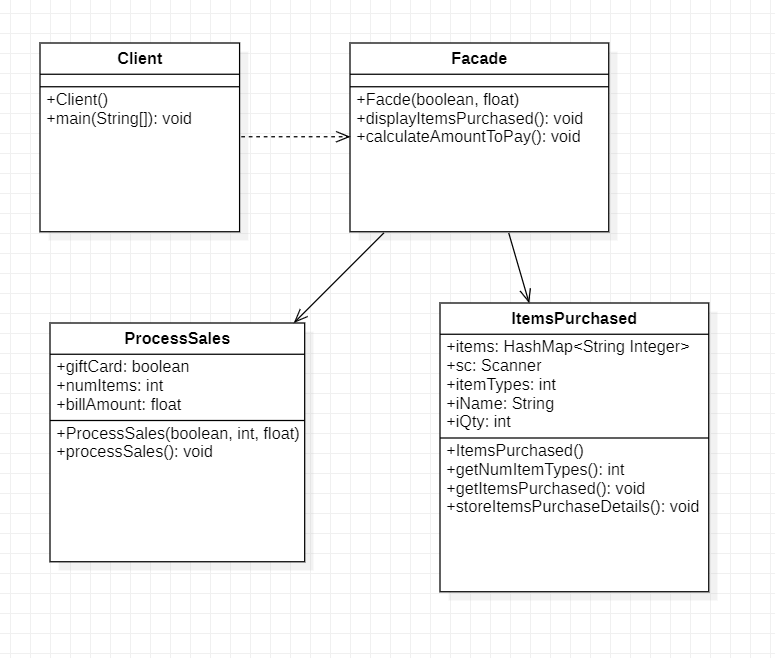 Client
+Client()
+main(String[]): void
Facade
+Facde(boolean, float)
+displayItemsPurchased(): void
+calculateAmountToPay(): void
ProcessSales
+giftCard: boolean
+numItems: int
+billAmount: float
+ProcessSales(boolean, int, float)
+processSales(): void
ItemsPurchased
+items: HashMap<String Integer>
+sc: Scanner
+itemTypes: int
+iName: String
+iQty: int
+ItemsPurchased()
+getNumItemTypes(): int
+getItemsPurchased(): void
+storeItemsPurchaseDetails(): void